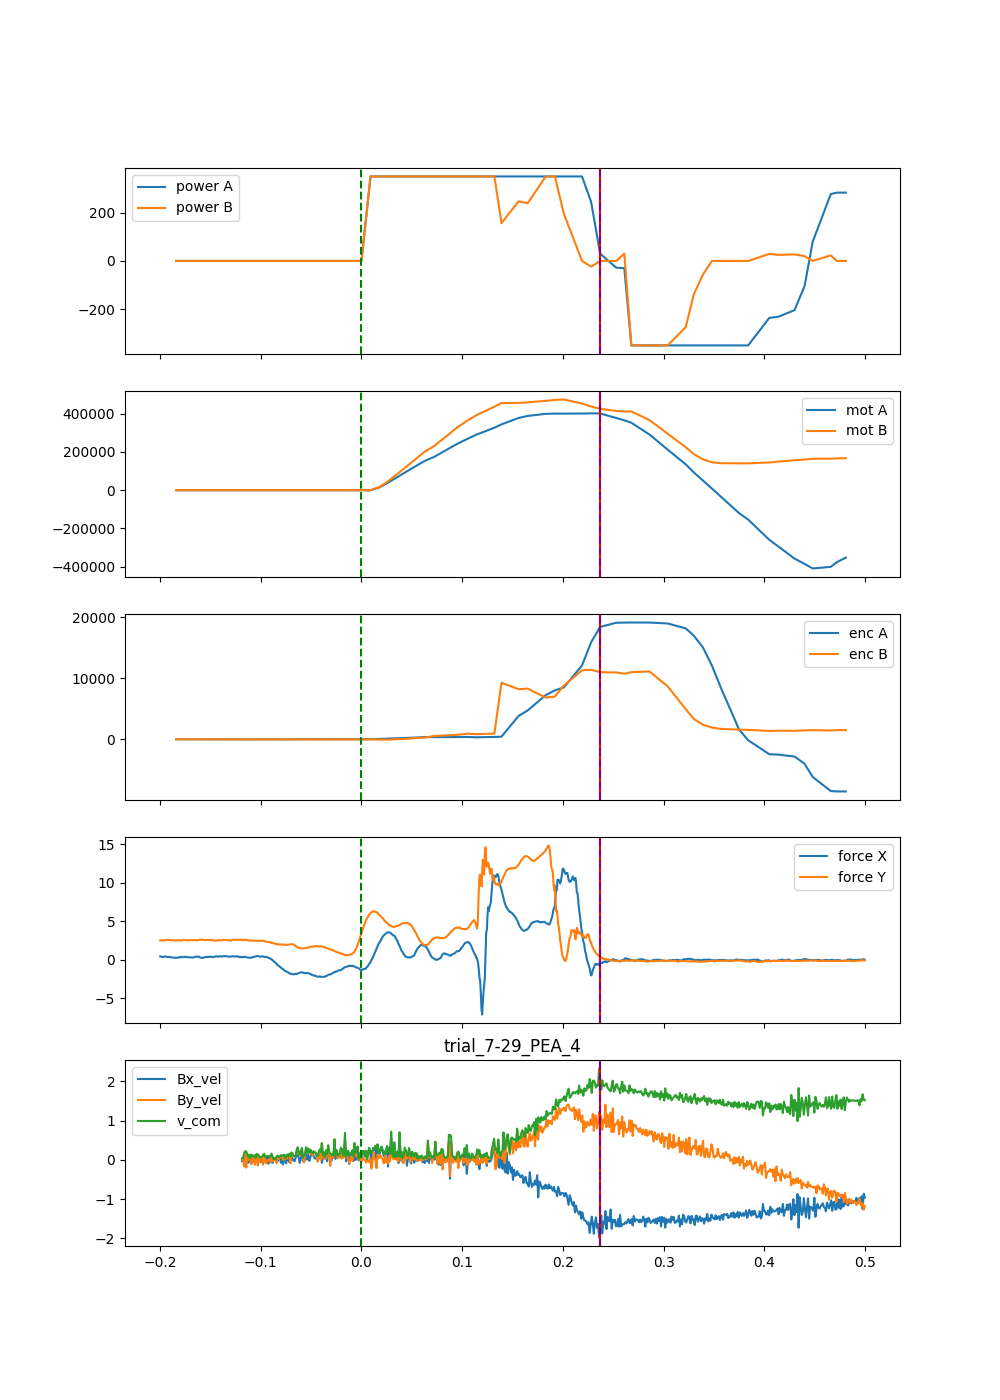 power A
power B
200
0
−200
mot A
mot B
400000
200000
0
−200000
−400000
enc A
enc B
20000
10000
0
force X
force Y
15
10
5
0
−5
trial_7-29_PEA_4
Bx_vel
By_vel
v_com
2
1
0
−1
−2
−0.2 −0.1 0.0 0.1 0.2 0.3 0.4 0.5